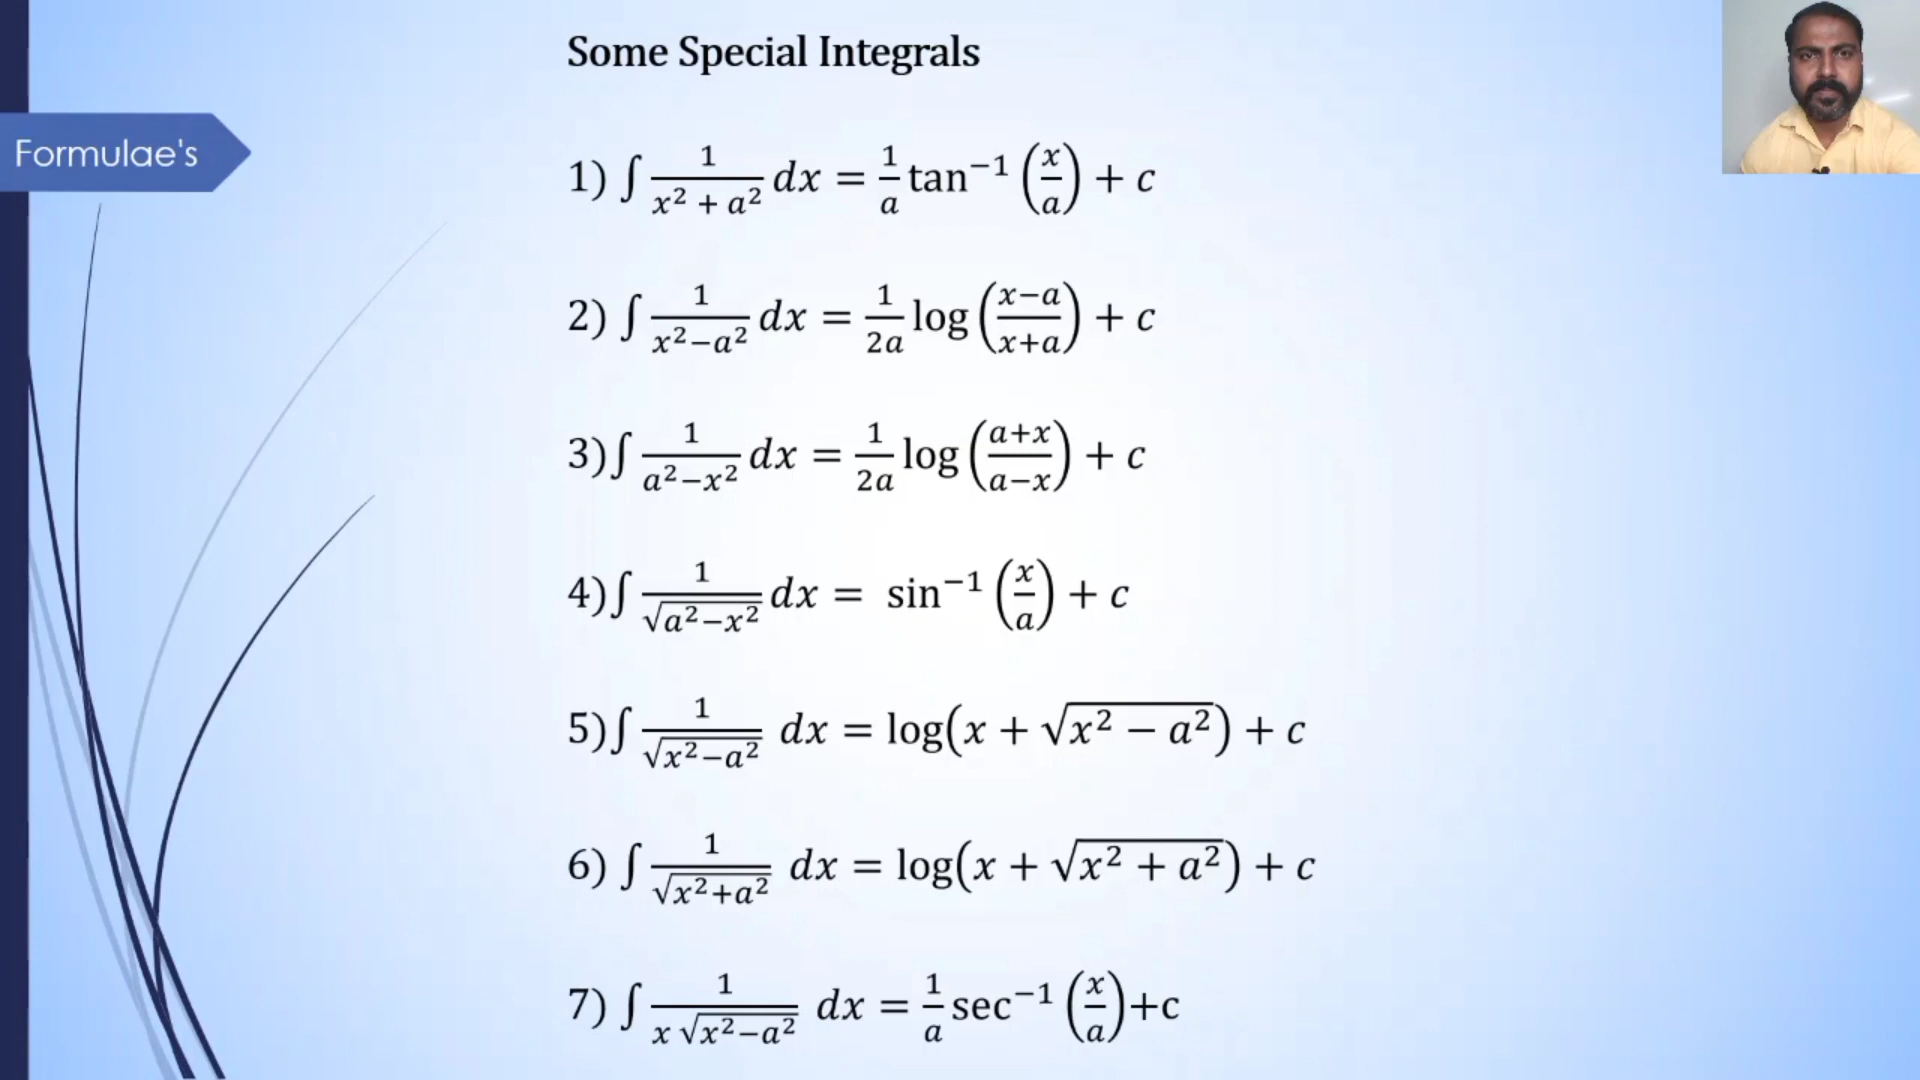 Some Special Integrals
Formulae's
1) ∫ 1/(x² + a²) dx = 1/a tan⁻¹ (x/a) + c
2) ∫ 1/(x²−a²) dx = 1/2a log ((x−a)/(x+a)) + c
3)∫ 1/(a²−x²) dx = 1/2a log ((a+x)/(a−x)) + c
4)∫ 1/√(a²−x²) dx = sin⁻¹ (x/a) + c
5)∫ 1/√(x²−a²) dx = log(x + √(x² − a²)) + c
6) ∫ 1/√(x²+a²) dx = log(x + √(x² + a²)) + c
7) ∫ 1/(x √(x²−a²)) dx = 1/a sec⁻¹ (x/a)+c